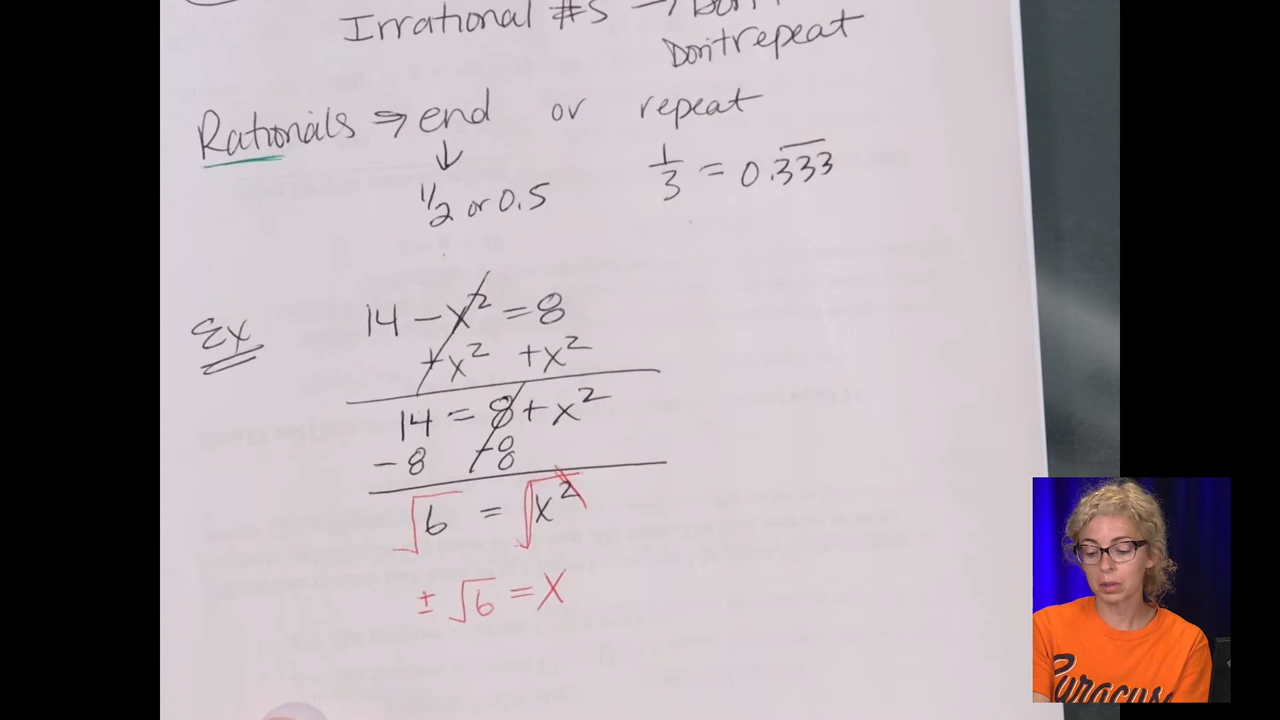 Irrational #s → Don't
Don't repeat
Rationals ⇒ end or repeat
↓
1/2 or 0.5
1/3 = 0.333
Ex
14 - x² = 8
+x² +x²
14 = 8 + x²
-8 -8
√6 = √x²
± √6 = x
Syracuse